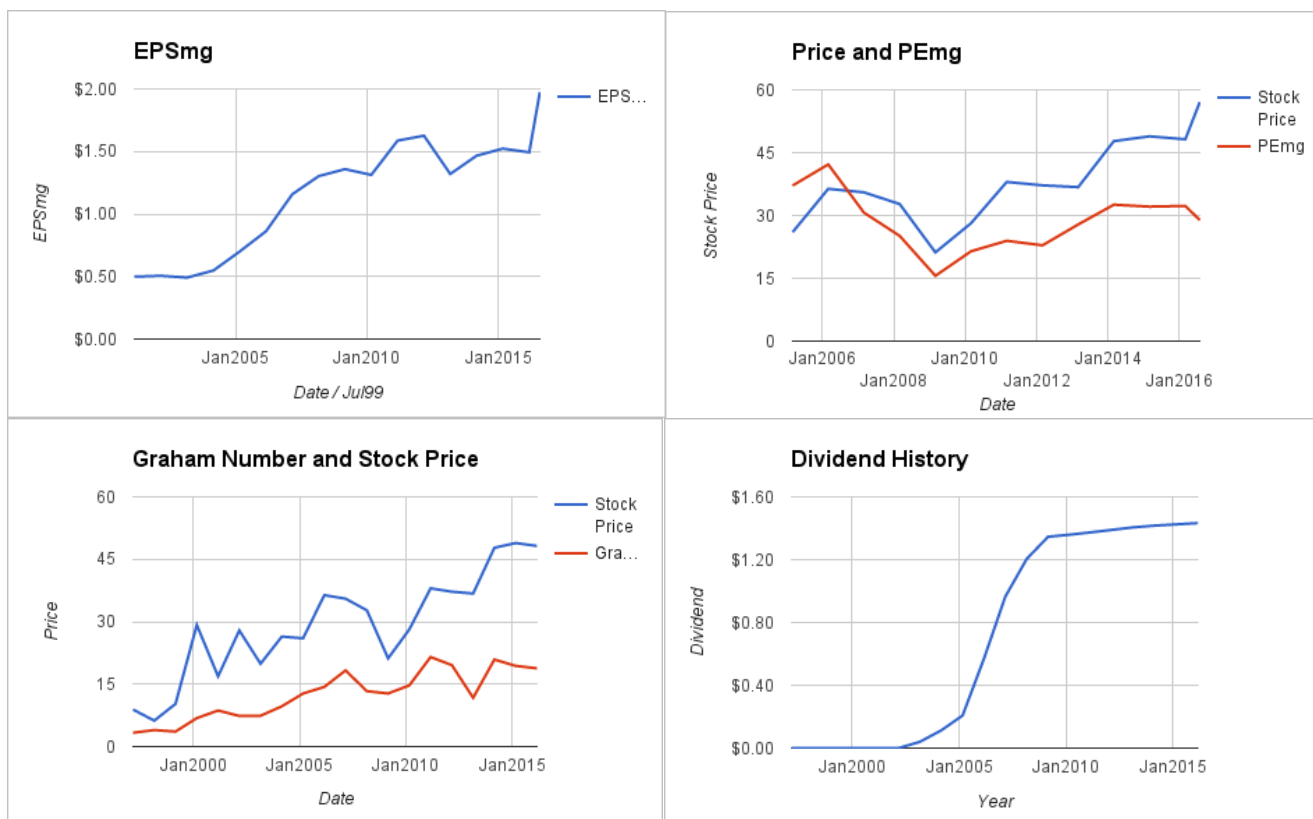 EPSmg
$2.00
$1.50
$1.00
$0.50
$0.00
EPSmg
EPS...
Jan2005 Jan2010 Jan2015
Date / Jul99
Price and PEmg
60
45
30
15
0
Stock Price
Stock
Price
PEmg
Jan2006 Jan2010 Jan2014
Jan2008 Jan2012 Jan2016
Date
Graham Number and Stock Price
60
45
30
15
0
Price
Stock
Price
Gra...
Jan2000 Jan2005 Jan2010 Jan2015
Date
Dividend History
$1.60
$1.20
$0.80
$0.40
$0.00
Dividend
Jan2000 Jan2005 Jan2010 Jan2015
Year